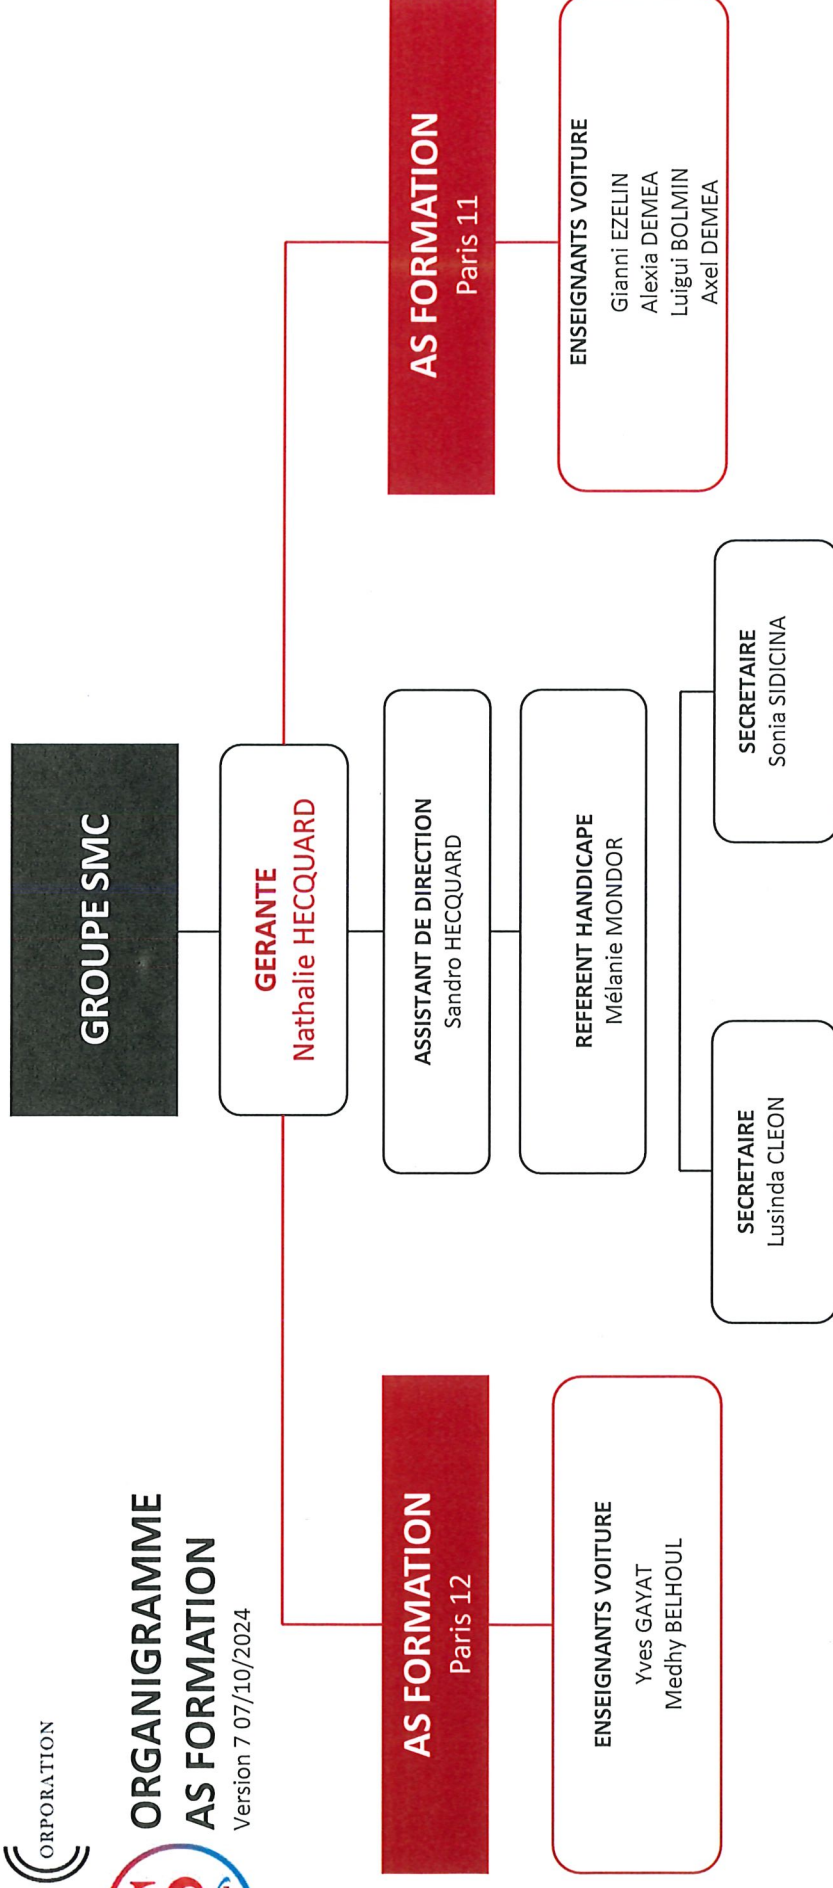 ORPORATION
ORGANIGRAMME
AS FORMATION
Version 7 07/10/2024
GROUPE SMC
GERANTE
Nathalie HECQUARD
AS FORMATION
Paris 12
ENSEIGNANTS VOITURE
Yves GAYAT
Medhy BELHOUL
ASSISTANT DE DIRECTION
Sandro HECQUARD
REFERENT HANDICAPE
Mélanie MONDOR
SECRETAIRE
Lusinda CLEON
SECRETAIRE
Sonia SIDICINA
AS FORMATION
Paris 11
ENSEIGNANTS VOITURE
Gianni EZELIN
Alexia DEMEA
Luigui BOLMIN
Axel DEMEA